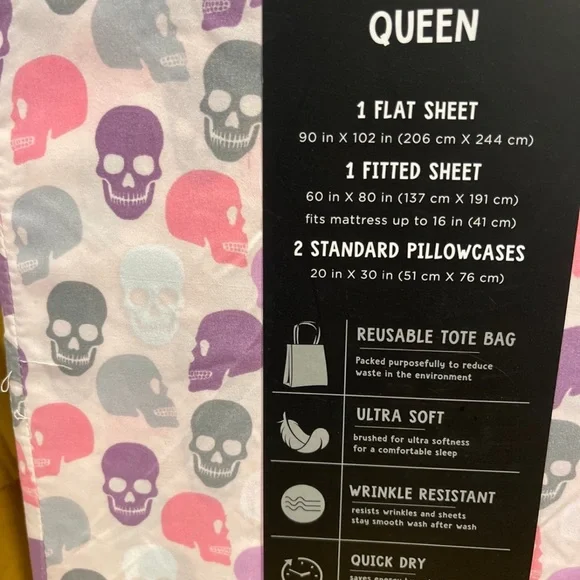 QUEEN
1 FLAT SHEET
90 in X 102 in (206 cm X 244 cm)
1 FITTED SHEET
60 in X 80 in (137 cm X 191 cm)
fits mattress up to 16 in (41 cm)
2 STANDARD PILLOWCASES
20 in X 30 in (51 cm X 76 cm)
REUSABLE TOTE BAG
Packed purposefully to reduce
waste in the environment
ULTRA SOFT
brushed for ultra softness
for a comfortable sleep
WRINKLE RESISTANT
resists wrinkles and sheets
stay smooth wash after wash
QUICK DRY
saves energy